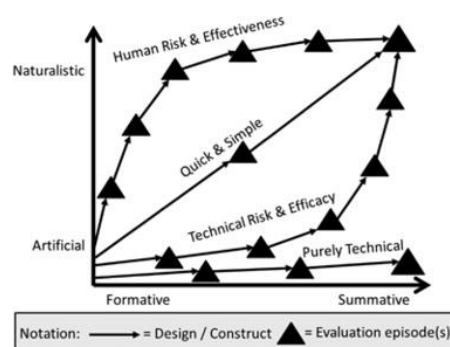 Human Risk & Effectiveness
Naturalistic
Quick & Simple
Technical Risk & Efficacy
Artificial
Purely Technical
Formative Summative
Notation: = Design / Construct = Evaluation episode(s)